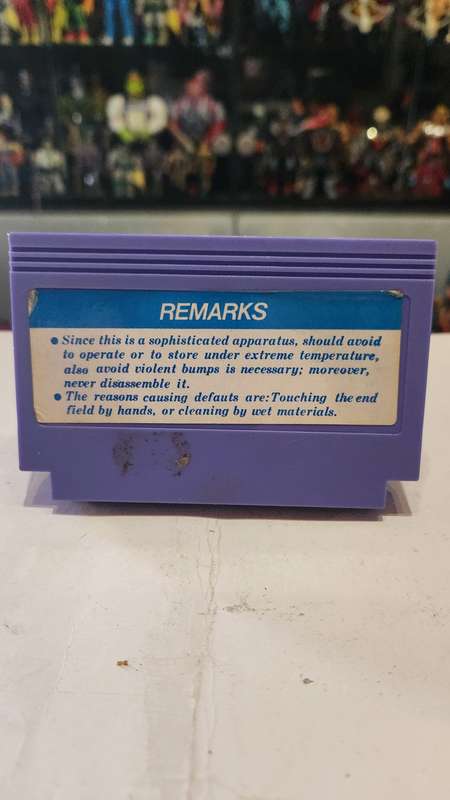 REMARKS
● Since this is a sophisticated apparatus, should avoid
to operate or to store under extreme temperature,
also avoid violent bumps is necessary; moreover,
never disassemble it.
● The reasons causing defauts are: Touching the end
field by hands, or cleaning by wet materials.